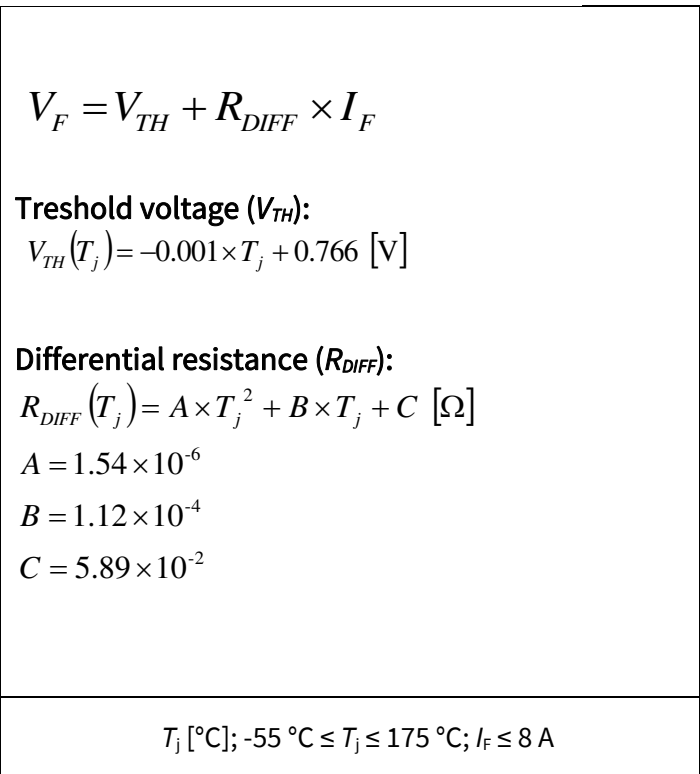 V_F = V_TH + R_DIFF × I_F
Treshold voltage (V_TH):
V_TH(T_j) = −0.001 × T_j + 0.766 [V]
Differential resistance (R_DIFF):
R_DIFF(T_j) = A × T_j² + B × T_j + C [Ω]
A = 1.54 × 10⁻⁶
B = 1.12 × 10⁻⁴
C = 5.89 × 10⁻²
T_j [°C]; -55 °C ≤ T_j ≤ 175 °C; I_F ≤ 8 A